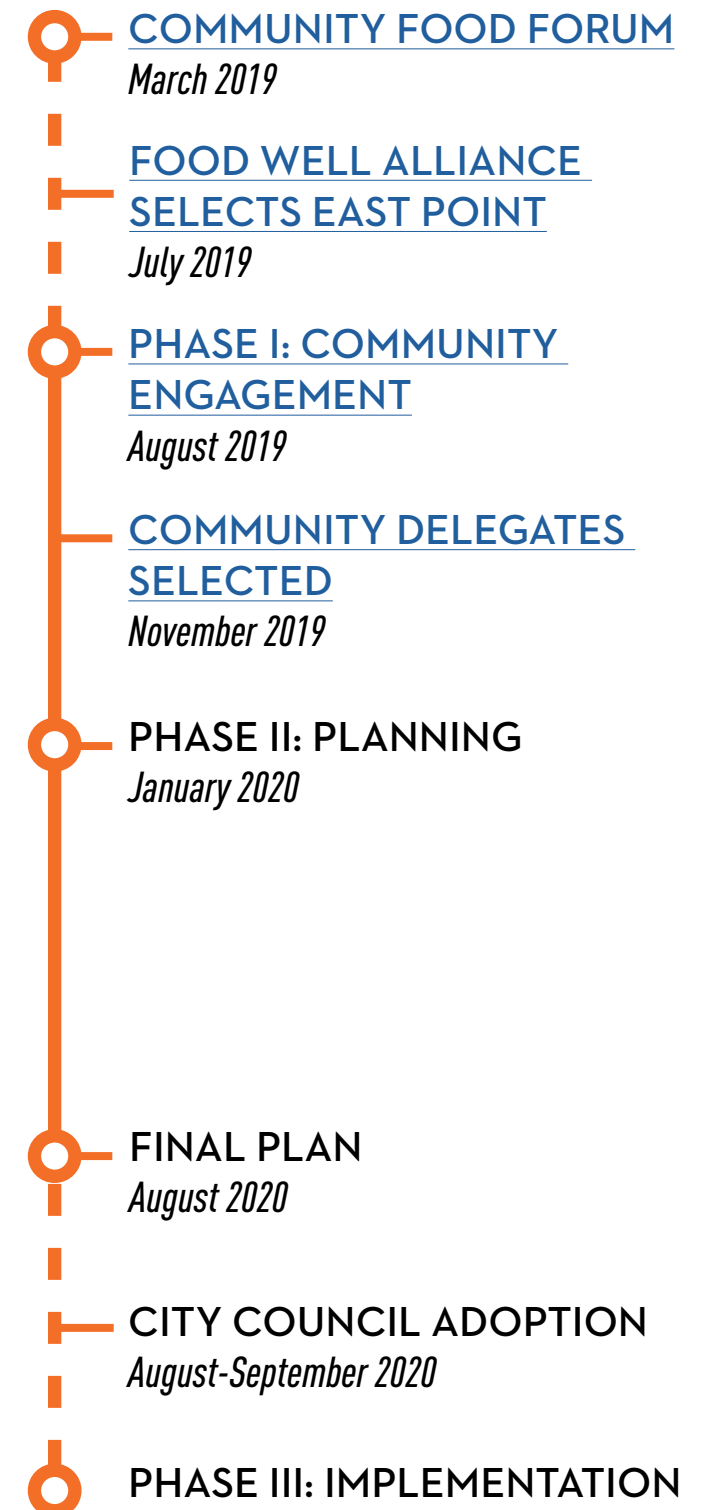 COMMUNITY FOOD FORUM
March 2019
FOOD WELL ALLIANCE
SELECTS EAST POINT
July 2019
PHASE I: COMMUNITY
ENGAGEMENT
August 2019
COMMUNITY DELEGATES
SELECTED
November 2019
PHASE II: PLANNING
January 2020
FINAL PLAN
August 2020
CITY COUNCIL ADOPTION
August-September 2020
PHASE III: IMPLEMENTATION